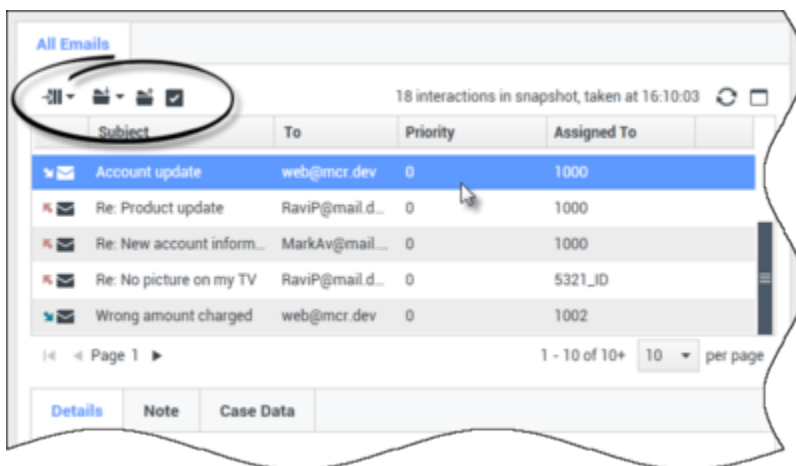 All Emails
18 interactions in snapshot, taken at 16:10:03
Subject To Priority Assigned To
Account update web@mcr.dev 0 1000
Re: Product update RaviP@mail.d... 0 1000
Re: New account inform... MarkAv@mail.... 0 1000
Re: No picture on my TV RaviP@mail.d... 0 5321_ID
Wrong amount charged web@mcr.dev 0 1002
Page 1 1 - 10 of 10+ 10 per page
Details Note Case Data